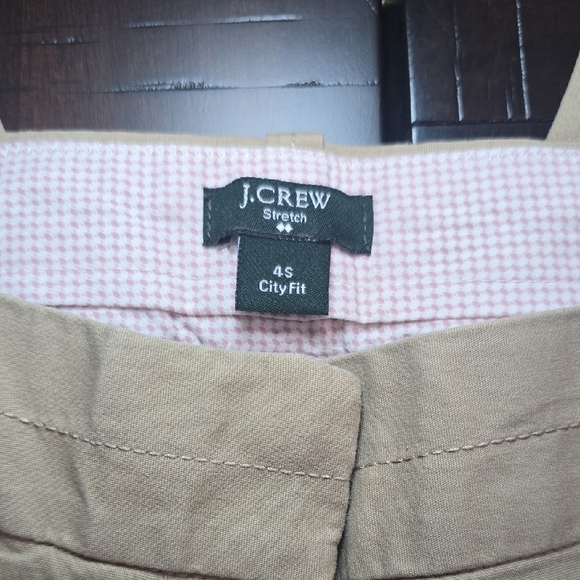 J.CREW
Stretch
4S
City Fit